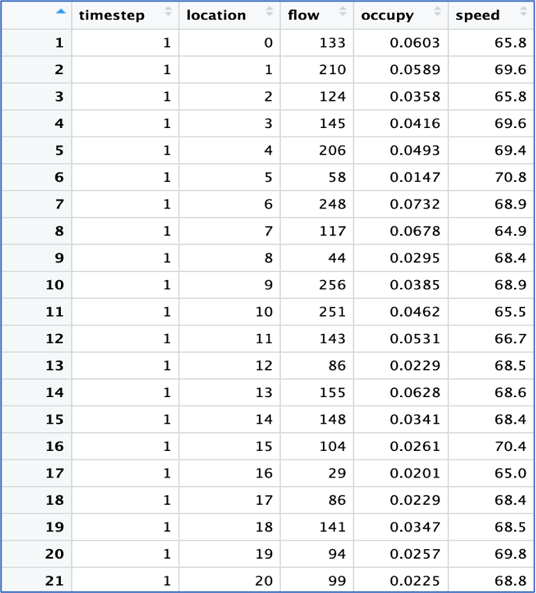 timestep location flow occupy speed
1 1 0 133 0.0603 65.8
2 1 1 210 0.0589 69.6
3 1 2 124 0.0358 65.8
4 1 3 145 0.0416 69.6
5 1 4 206 0.0493 69.4
6 1 5 58 0.0147 70.8
7 1 6 248 0.0732 68.9
8 1 7 117 0.0678 64.9
9 1 8 44 0.0295 68.4
10 1 9 256 0.0385 68.9
11 1 10 251 0.0462 65.5
12 1 11 143 0.0531 66.7
13 1 12 86 0.0229 68.5
14 1 13 155 0.0628 68.6
15 1 14 148 0.0341 68.4
16 1 15 104 0.0261 70.4
17 1 16 29 0.0201 65.0
18 1 17 86 0.0229 68.4
19 1 18 141 0.0347 68.5
20 1 19 94 0.0257 69.8
21 1 20 99 0.0225 68.8